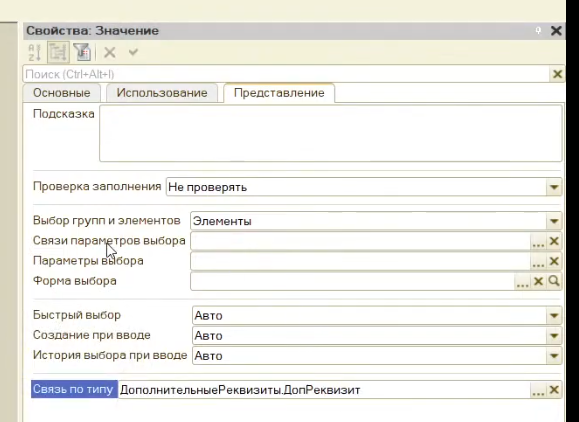 Свойства: Значение
Поиск (Ctrl+Alt+I)
Основные Использование Представление
Подсказка
Проверка заполнения Не проверять
Выбор групп и элементов Элементы
Связи параметров выбора ...
Параметры выбора ...
Форма выбора ...
Быстрый выбор Авто
Создание при вводе Авто
История выбора при вводе Авто
Связь по типу ДополнительныеРеквизиты.ДопРеквизит ...